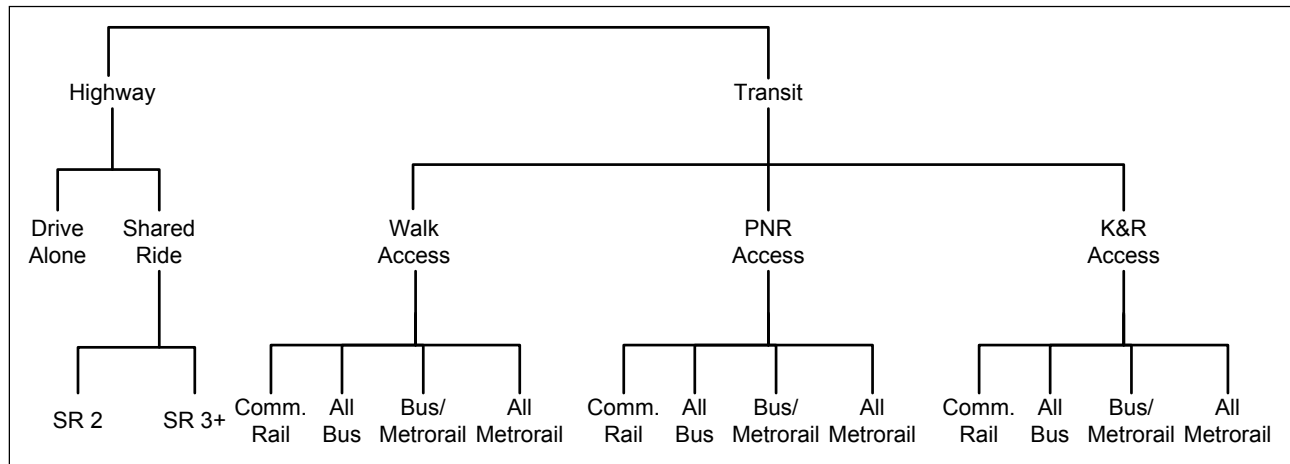 Highway
Transit
Drive
Alone
Shared
Ride
Walk
Access
PNR
Access
K&R
Access
SR 2
SR 3+
Comm.
Rail
All
Bus
Bus/
Metrorail
All
Metrorail
Comm.
Rail
All
Bus
Bus/
Metrorail
All
Metrorail
Comm.
Rail
All
Bus
Bus/
Metrorail
All
Metrorail